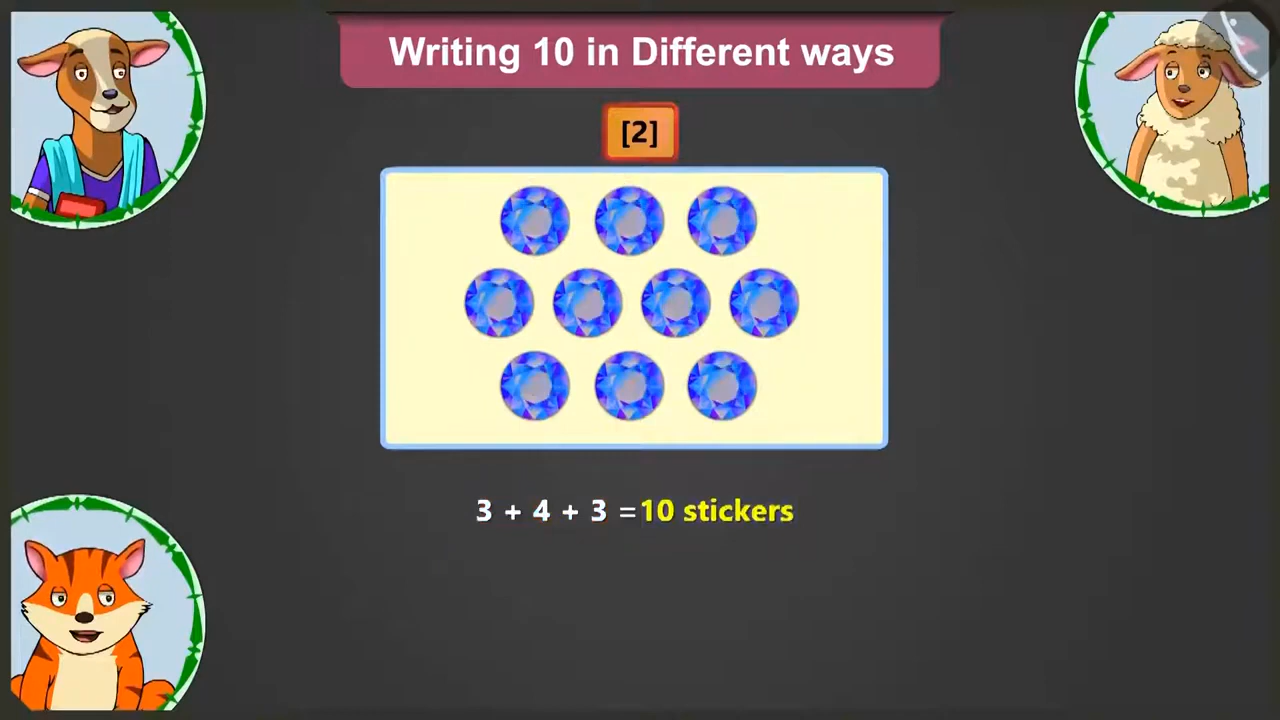 Writing 10 in Different ways
[2]
3 + 4 + 3 =10 stickers